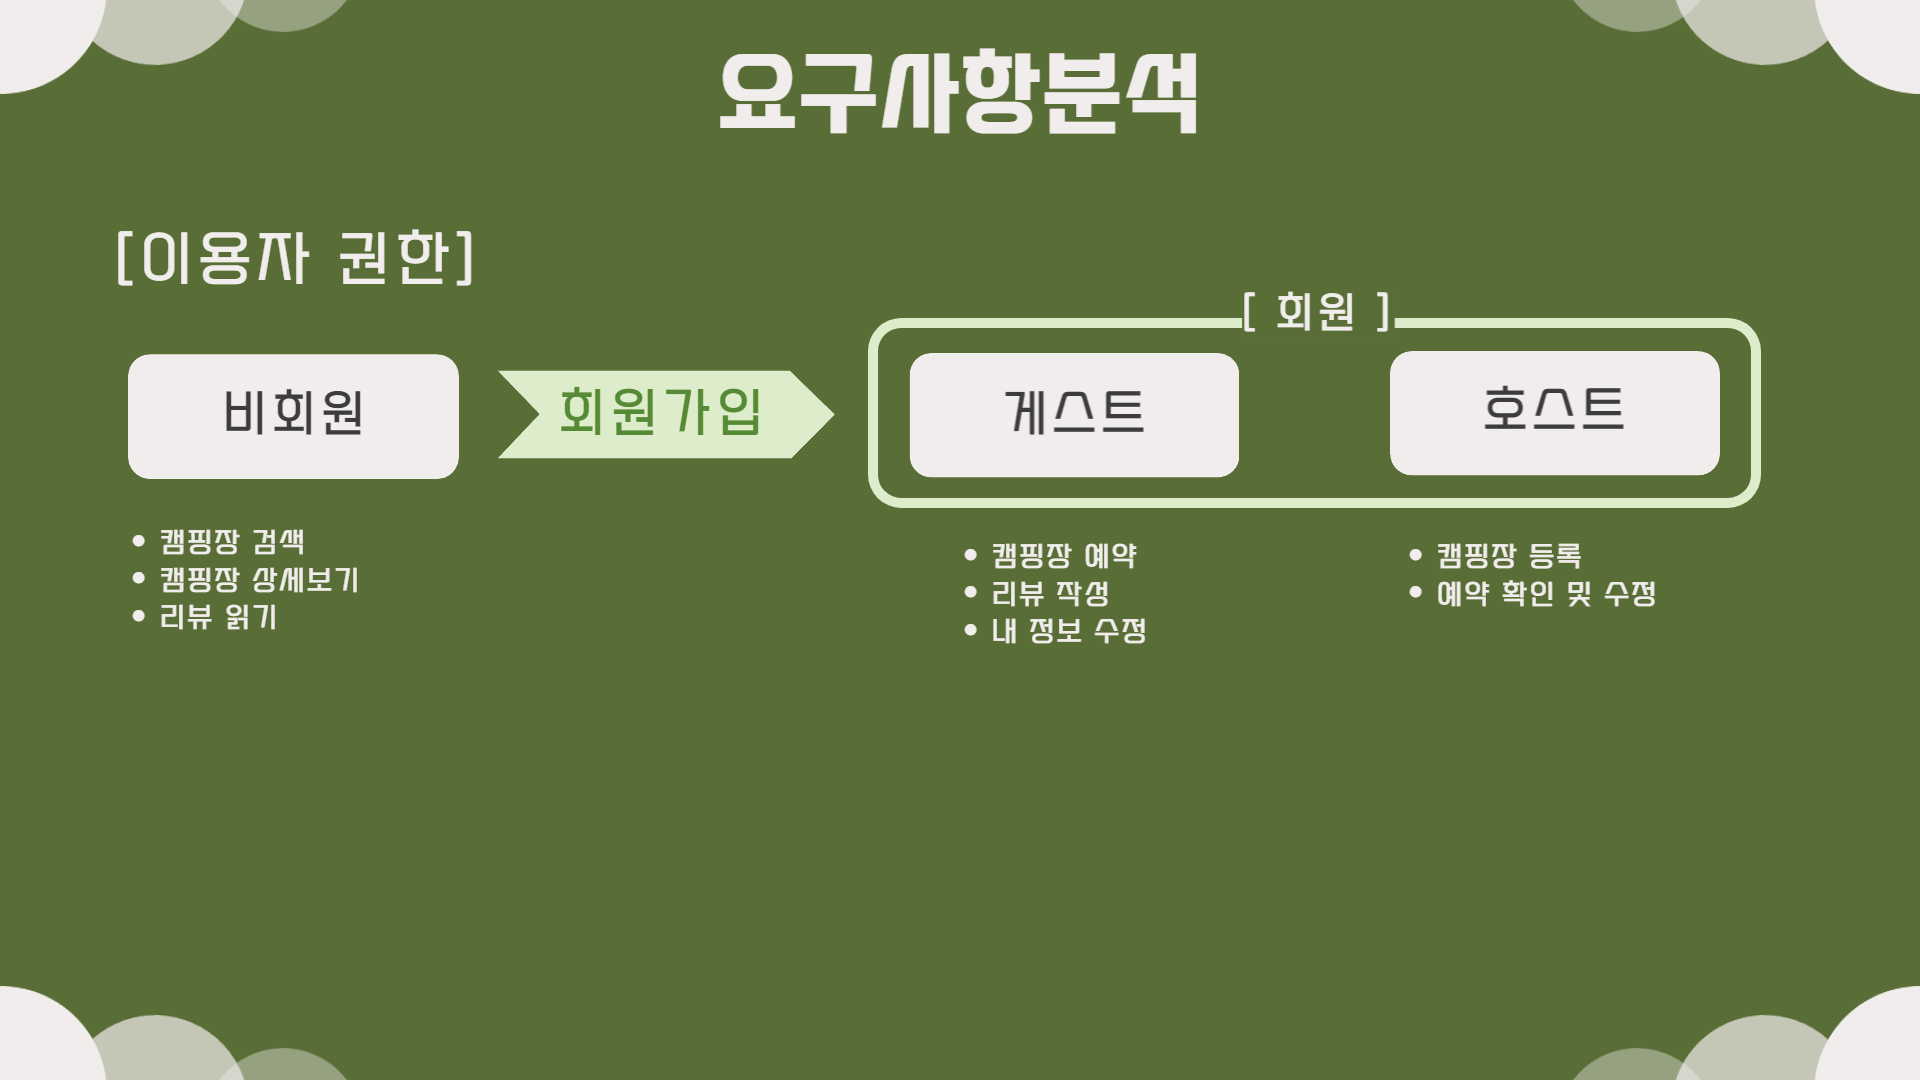 요구사항분석
[이용자 권한]
[ 회원 ]
비회원
회원가입
게스트
호스트
• 캠핑장 검색
• 캠핑장 상세보기
• 리뷰 읽기
• 캠핑장 예약
• 리뷰 작성
• 내 정보 수정
• 캠핑장 등록
• 예약 확인 및 수정